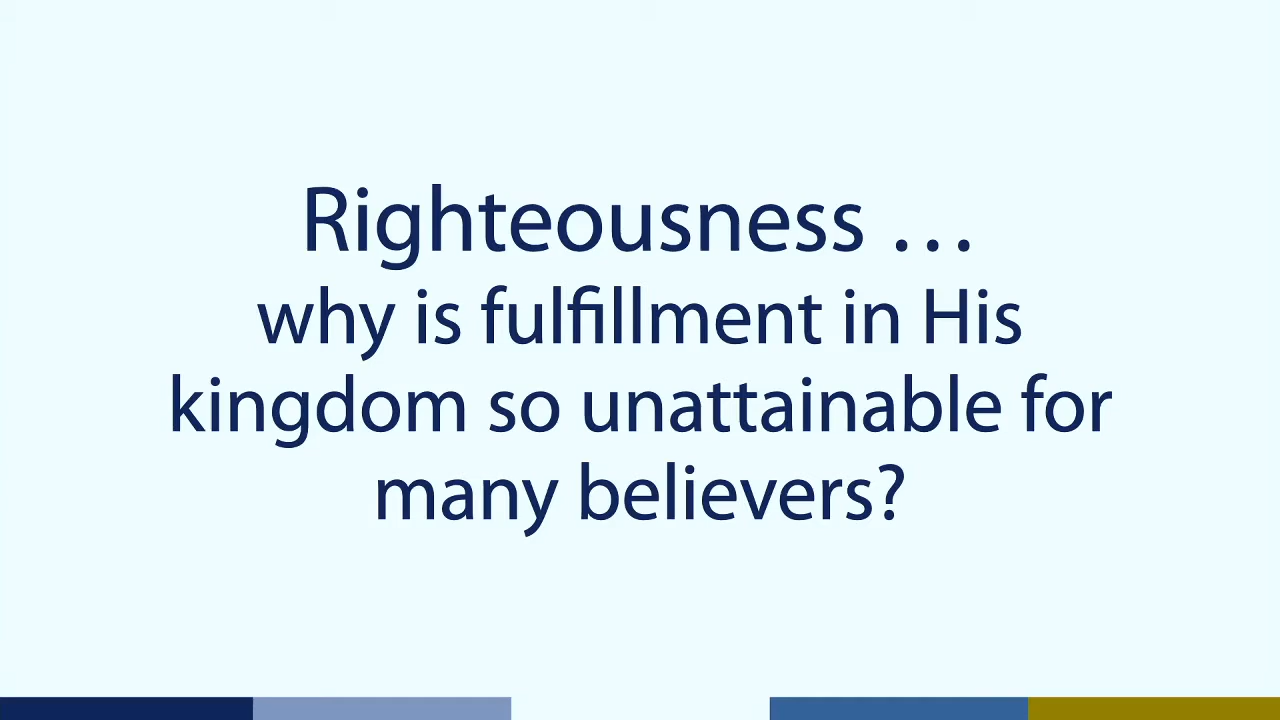 Righteousness …
why is fulfillment in His
kingdom so unattainable for
many believers?